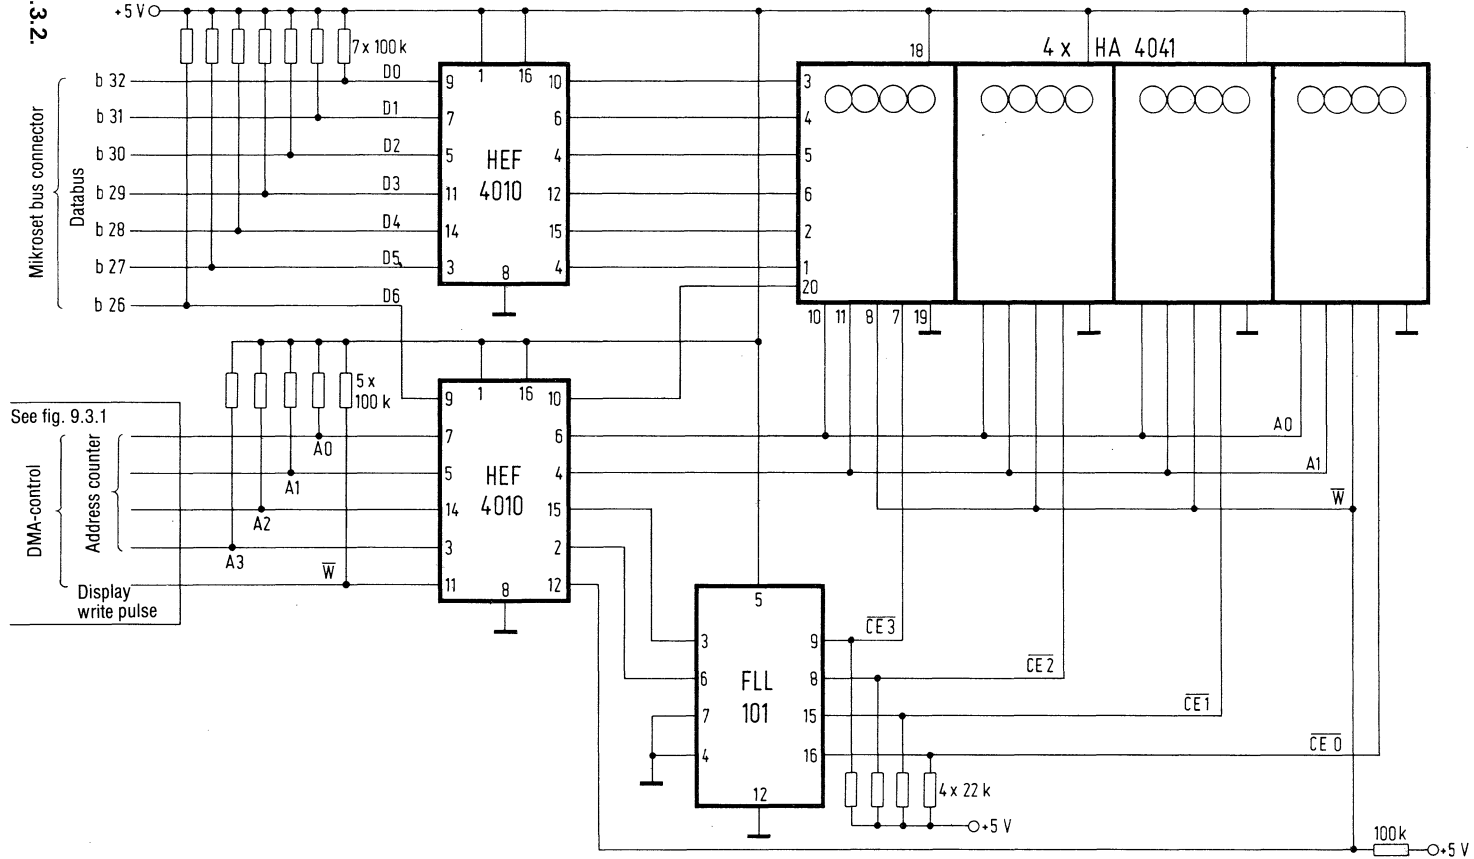 .3.2.
+5 V
7 x 100 k
4 x HA 4041
18
Mikroset bus connector
Databus
b 32
b 31
b 30
b 29
b 28
b 27
b 26
D0
D1
D2
D3
D4
D5
D6
1
16
9
7
5
11
14
3
HEF
4010
8
10
6
4
12
15
4
3
4
5
6
2
1
20
10
11
8
7
19
5 x
100 k
See fig. 9.3.1
DMA-control
Address counter
Display
write pulse
A0
A1
A2
A3
W̅
1
16
9
7
5
14
3
11
HEF
4010
8
10
6
4
15
2
12
A0
A1
W̅
5
3
6
7
4
FLL
101
12
9
8
15
16
C̅E̅ 3̅
C̅E̅ 2̅
C̅E̅ 1̅
C̅E̅ 0̅
4 x 22 k
+5 V
100 k
+5 V